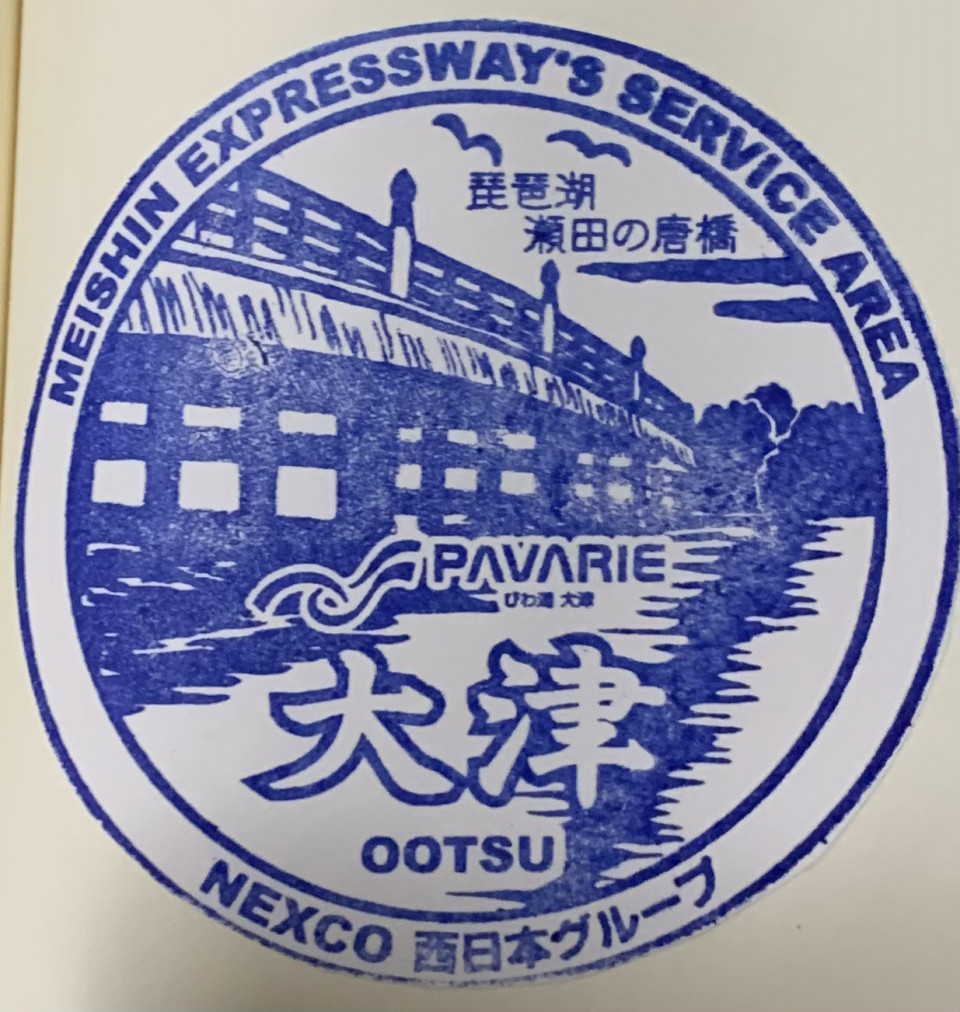 MEISHIN EXPRESSWAY'S SERVICE AREA
琵琶湖
瀬田の唐橋
PAVARIE
びわ湖 大津
大津
OOTSU
NEXCO 西日本グループ